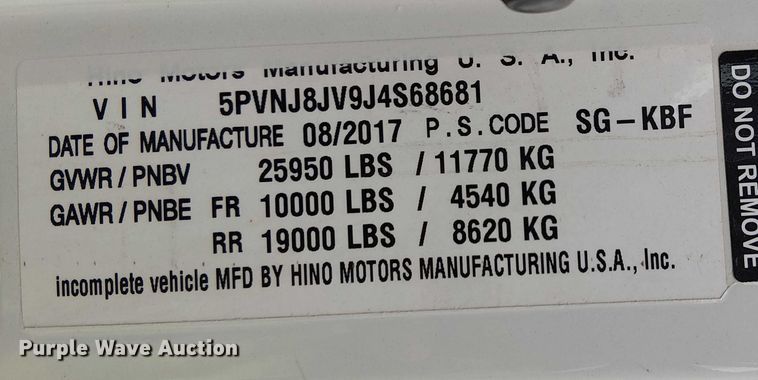 Hino Motors Manufacturing U. S. A., Inc.
VIN 5PVNJ8JV9J4S68681
DATE OF MANUFACTURE 08/2017 P.S.CODE SG-KBF
GVWR / PNBV 25950 LBS / 11770 KG
GAWR / PNBE FR 10000 LBS / 4540 KG
RR 19000 LBS / 8620 KG
incomplete vehicle MFD BY HINO MOTORS MANUFACTURING U.S.A., Inc.
DO NOT REMOVE
Purple Wave Auction